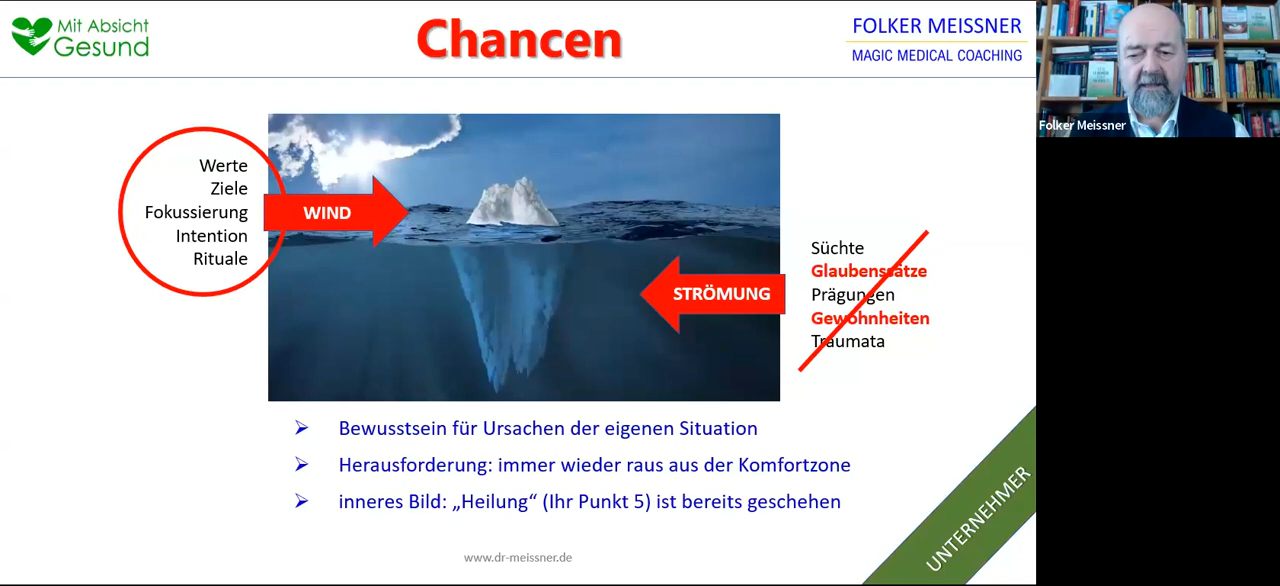 Mit Absicht
Gesund
Chancen
FOLKER MEISSNER
MAGIC MEDICAL COACHING
Folker Meissner
Werte
Ziele
Fokussierung
Intention
Rituale
WIND
STRÖMUNG
Süchte
Glaubenssätze
Prägungen
Gewohnheiten
Traumata
Bewusstsein für Ursachen der eigenen Situation
Herausforderung: immer wieder raus aus der Komfortzone
inneres Bild: „Heilung“ (Ihr Punkt 5) ist bereits geschehen
UNTERNEHMER
www.dr-meissner.de